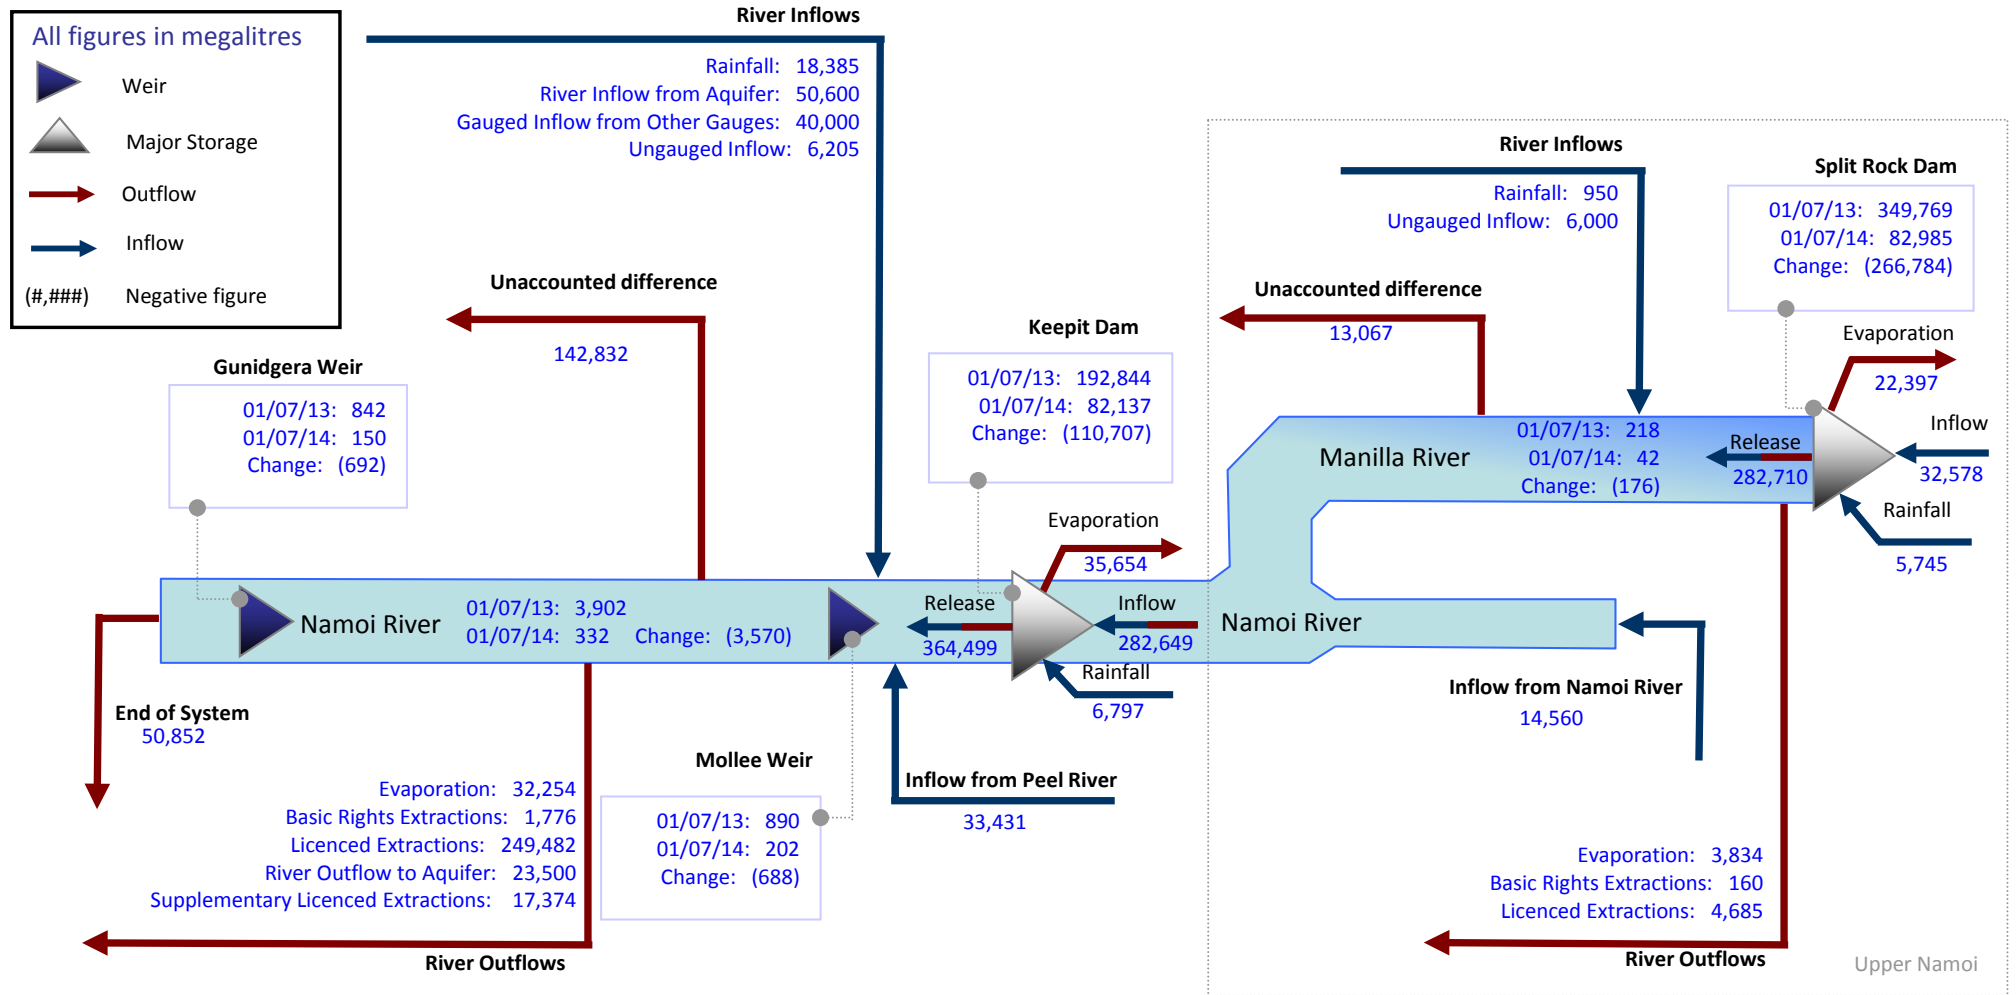 All figures in megalitres
Weir
Major Storage
Outflow
Inflow
(#,###) Negative figure
River Inflows
Rainfall: 18,385
River Inflow from Aquifer: 50,600
Gauged Inflow from Other Gauges: 40,000
Ungauged Inflow: 6,205
River Inflows
Rainfall: 950
Ungauged Inflow: 6,000
Split Rock Dam
01/07/13: 349,769
01/07/14: 82,985
Change: (266,784)
Unaccounted difference
142,832
Unaccounted difference
13,067
Keepit Dam
01/07/13: 192,844
01/07/14: 82,137
Change: (110,707)
Gunidgera Weir
01/07/13: 842
01/07/14: 150
Change: (692)
Evaporation
22,397
Inflow
32,578
Rainfall
5,745
Manilla River
01/07/13: 218
01/07/14: 42
Change: (176)
Release
282,710
Evaporation
35,654
Namoi River
01/07/13: 3,902
01/07/14: 332 Change: (3,570)
Release
364,499
Inflow
282,649
Rainfall
6,797
Namoi River
Inflow from Namoi River
14,560
End of System
50,852
Mollee Weir
01/07/13: 890
01/07/14: 202
Change: (688)
Inflow from Peel River
33,431
Evaporation: 32,254
Basic Rights Extractions: 1,776
Licenced Extractions: 249,482
River Outflow to Aquifer: 23,500
Supplementary Licenced Extractions: 17,374
River Outflows
Evaporation: 3,834
Basic Rights Extractions: 160
Licenced Extractions: 4,685
River Outflows
Upper Namoi